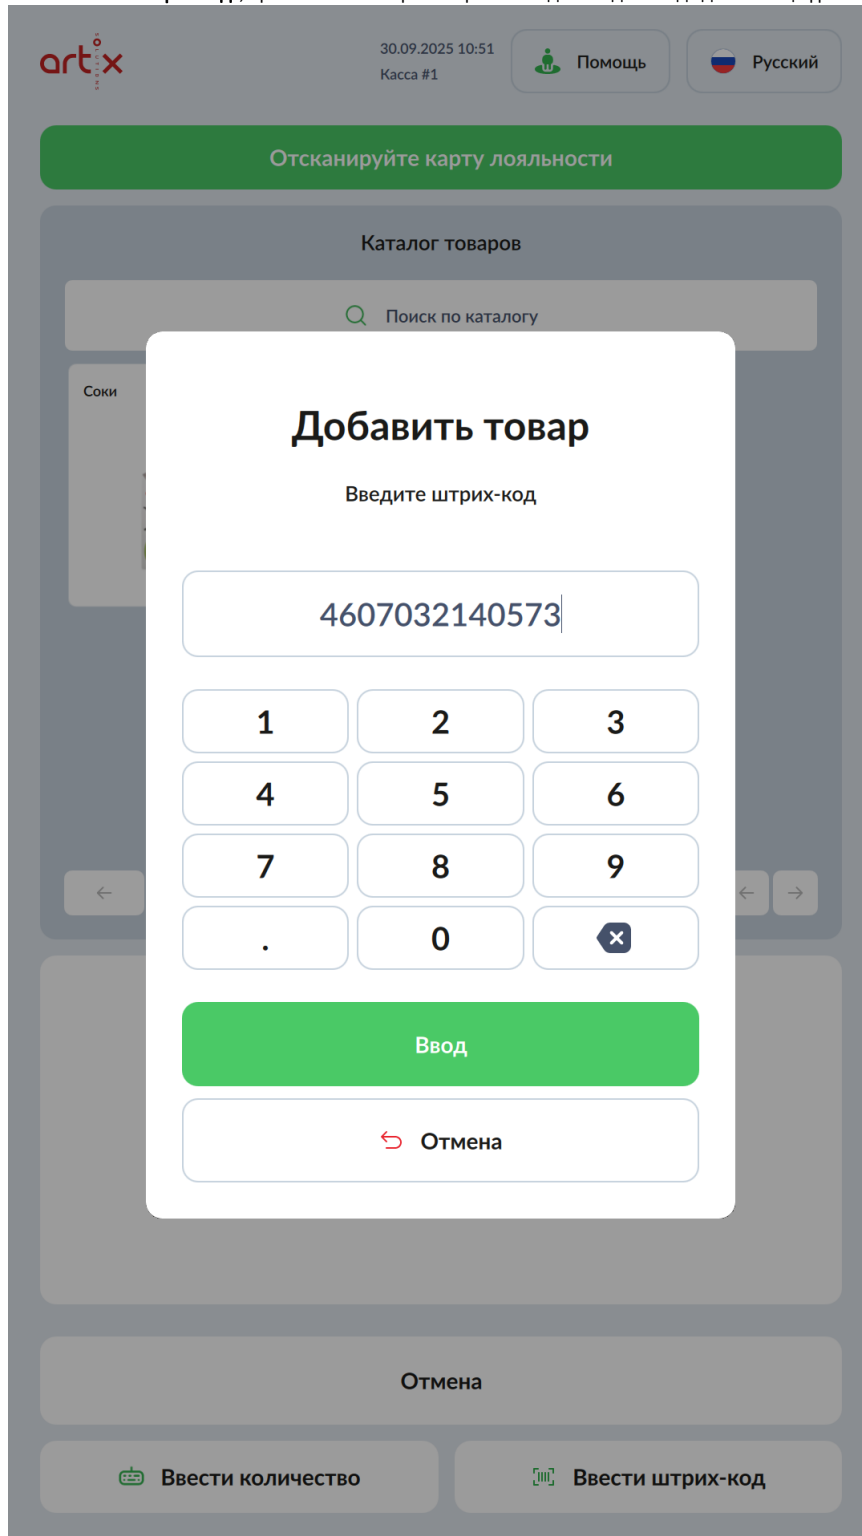 artix
SOLUTIONS
30.09.2025 10:51
Касса #1
Помощь
Русский
Отсканируйте карту лояльности
Каталог товаров
Поиск по каталогу
Соки
Добавить товар
Введите штрих-код
4607032140573
1 2 3
4 5 6
7 8 9
. 0
Ввод
Отмена
Отмена
Ввести количество
Ввести штрих-код